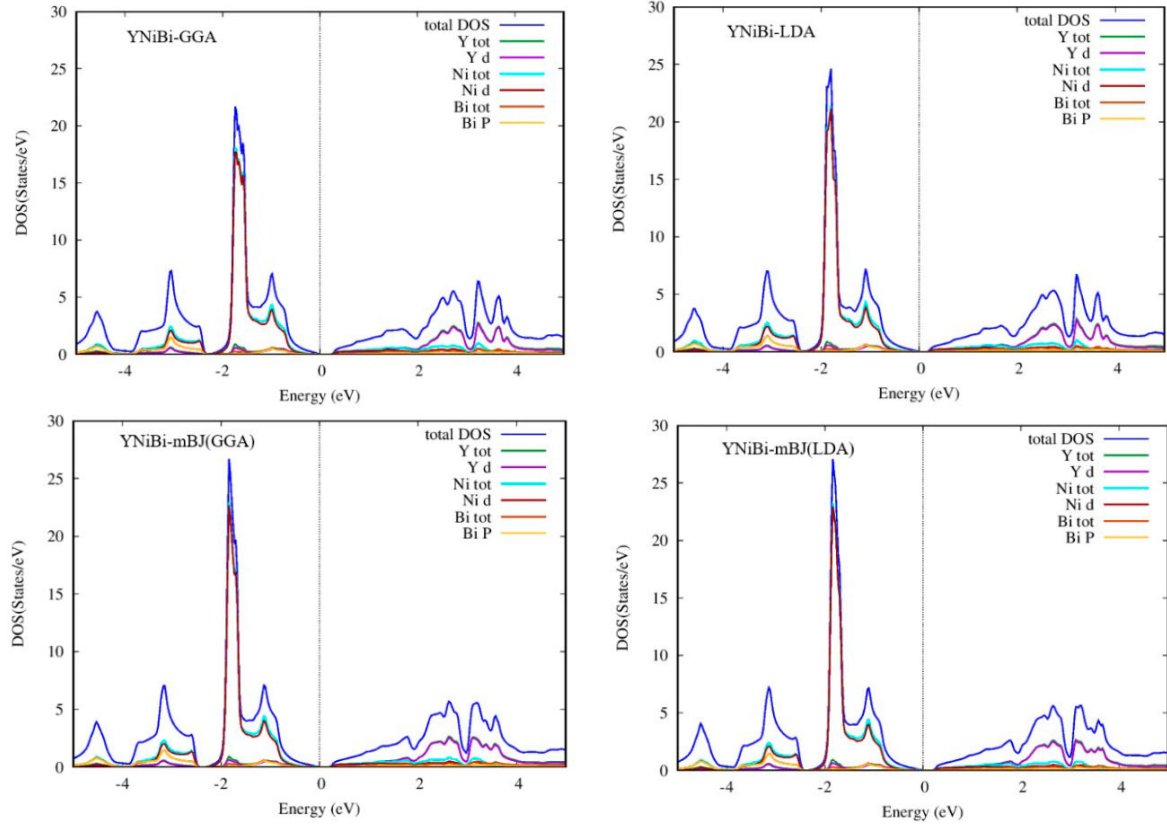 YNiBi-GGA
total DOS
Y tot
Y d
Ni tot
Ni d
Bi tot
Bi P
30
25
20
15
10
5
0
DOS(States/eV)
-4
-2
0
2
4
Energy (eV)
YNiBi-LDA
total DOS
Y tot
Y d
Ni tot
Ni d
Bi tot
Bi P
30
25
20
15
10
5
0
DOS(States/eV)
-4
-2
0
2
4
Energy (eV)
YNiBi-mBJ(GGA)
total DOS
Y tot
Y d
Ni tot
Ni d
Bi tot
Bi P
30
25
20
15
10
5
0
DOS(States/eV)
-4
-2
0
2
4
Energy (eV)
YNiBi-mBJ(LDA)
total DOS
Y tot
Y d
Ni tot
Ni d
Bi tot
Bi P
30
25
20
15
10
5
0
DOS(States/eV)
-4
-2
0
2
4
Energy (eV)